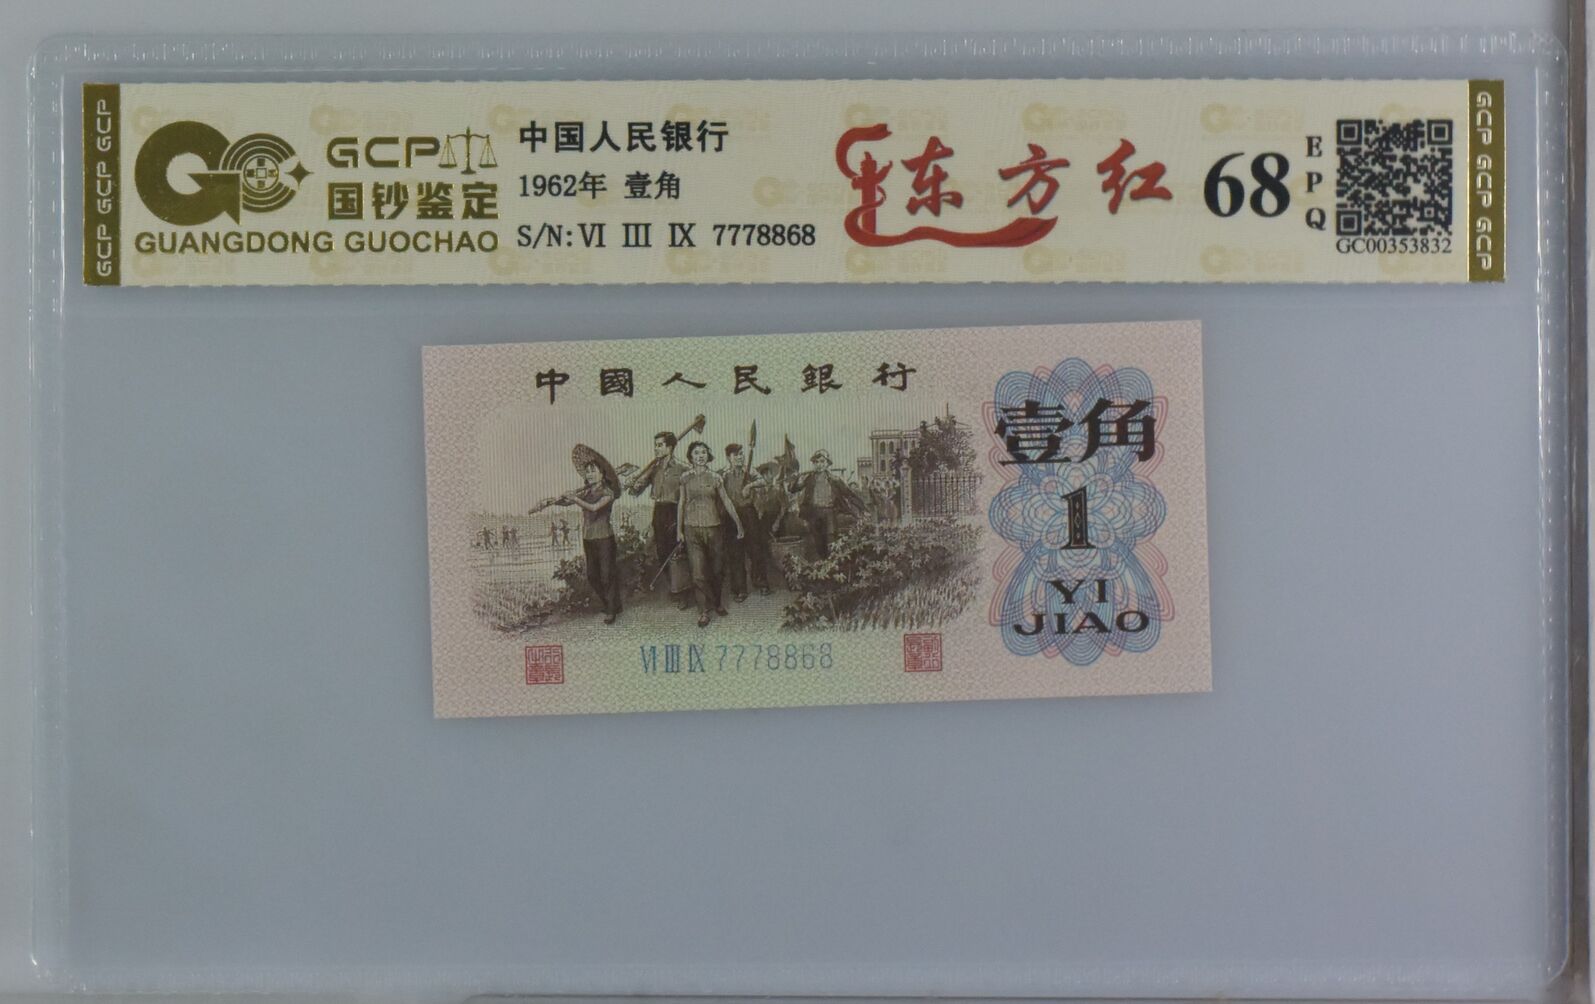 GCP GCP GCP
GCP
国钞鉴定
GUANGDONG GUOCHAO
中国人民银行
1962年 壹角
S/N: VI III IX 7778868
东方红
68
EPQ
GC00353832
GCP GCP GCP
中國人民銀行
壹角
1
YI
JIAO
VI III IX 7778868